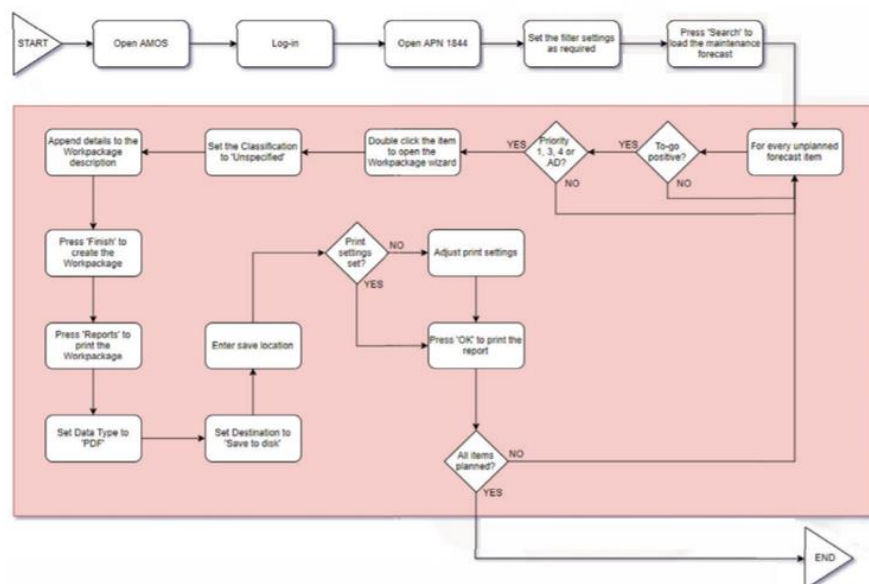 START
Open AMOS
Log-in
Open APN 1844
Set the filter settings
as required
Press 'Search' to
load the maintenance
forecast
Append details to the
Workpackage
description
Set the Classification
to 'Unspecified'
Double click the item
to open the
Workpackage wizard
YES
Priority
1, 3, 4 or
AD?
NO
YES
To-go
positive?
NO
For every unplanned
forecast item
Press 'Finish' to
create the
Workpackage
Print
settings
set?
NO
YES
Adjust print settings
Press 'Reports' to
print the
Workpackage
Enter save location
Press 'OK' to print the
report
Set Data Type to
'PDF'
Set Destination to
'Save to disk'
All items
planned?
NO
YES
END